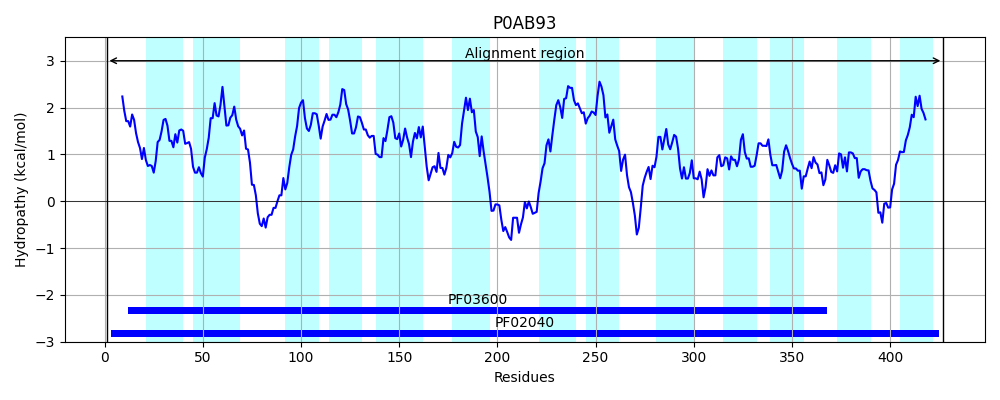 P0AB93
Alignment region
3
2
1
0
−1
−2
−3
Hydropathy (kcal/mol)
PF03600
PF02040
0 50 100 150 200 250 300 350 400
Residues